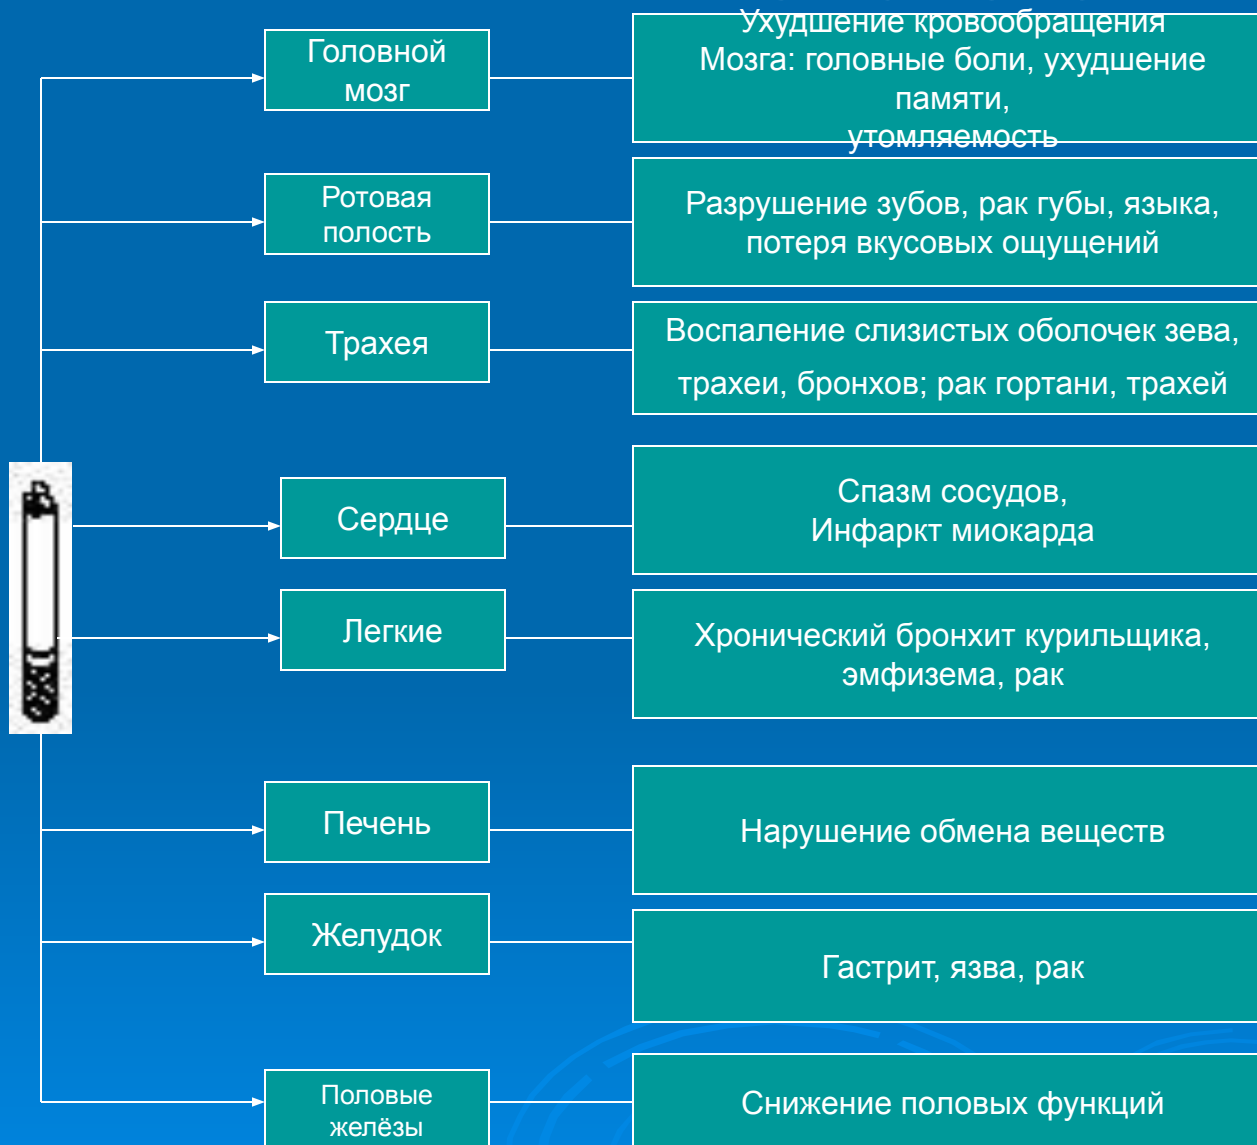 Головной
мозг
Ухудшение кровообращения
Мозга: головные боли, ухудшение
памяти,
утомляемость
Ротовая
полость
Разрушение зубов, рак губы, языка,
потеря вкусовых ощущений
Трахея
Воспаление слизистых оболочек зева,
трахеи, бронхов; рак гортани, трахей
Сердце
Спазм сосудов,
Инфаркт миокарда
Легкие
Хронический бронхит курильщика,
эмфизема, рак
Печень
Нарушение обмена веществ
Желудок
Гастрит, язва, рак
Половые
желёзы
Снижение половых функций